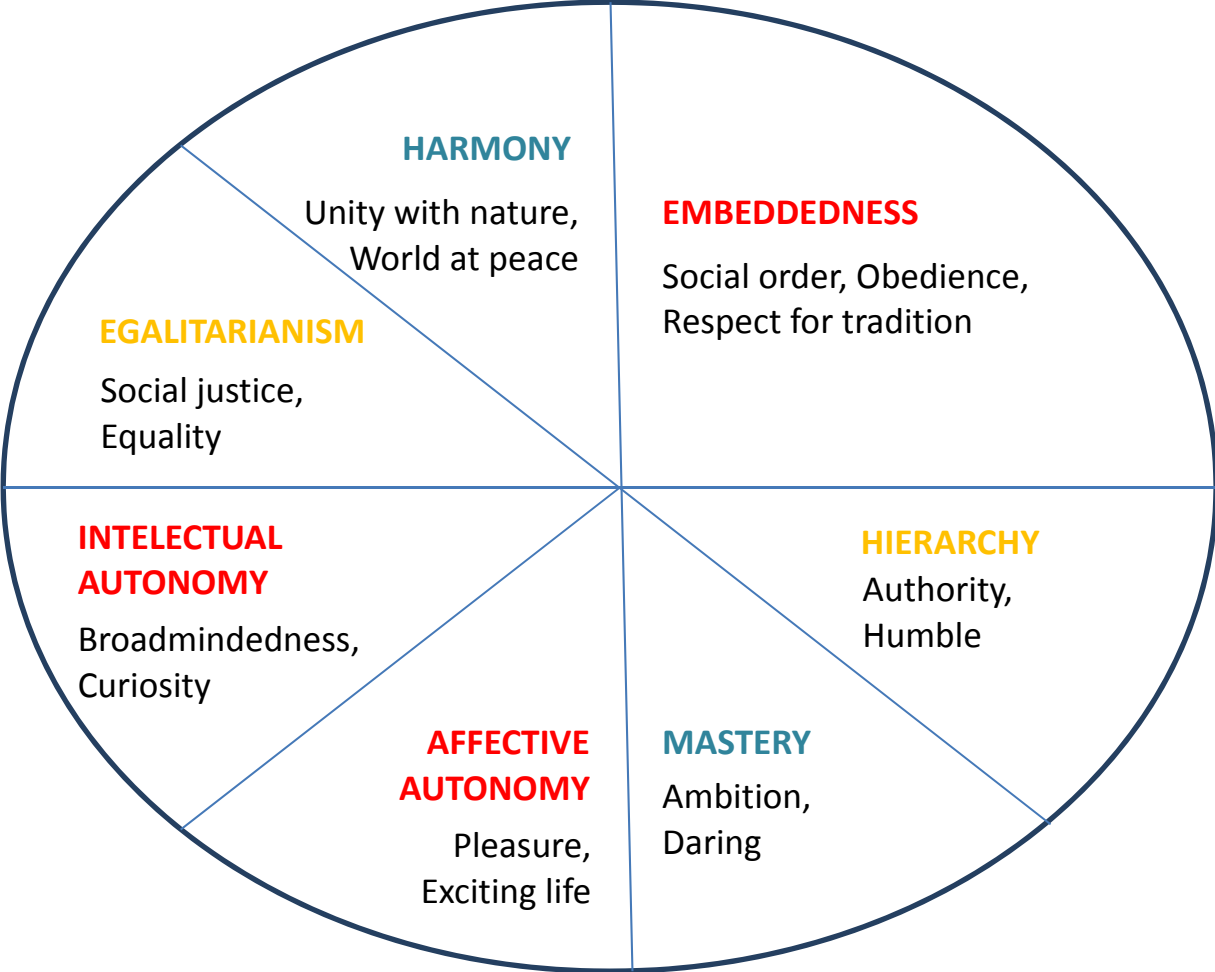 HARMONY
Unity with nature,
World at peace
EMBEDDEDNESS
Social order, Obedience,
Respect for tradition
EGALITARIANISM
Social justice,
Equality
INTELECTUAL
AUTONOMY
Broadmindedness,
Curiosity
HIERARCHY
Authority,
Humble
AFFECTIVE
AUTONOMY
Pleasure,
Exciting life
MASTERY
Ambition,
Daring